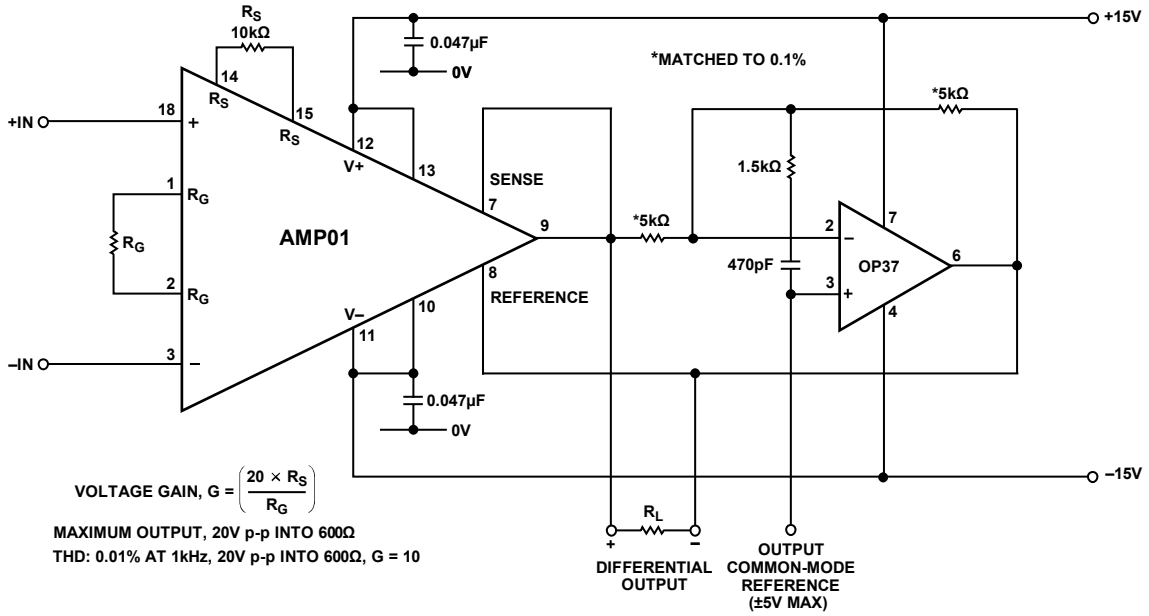 R_S
10kΩ
+15V
0.047µF
0V
*MATCHED TO 0.1%
14
R_S
15
R_S
*5kΩ
+IN
18
+
12
V+
13
1.5kΩ
1
R_G
SENSE
7
R_G
AMP01
9
*5kΩ
2
−
7
OP37
6
470pF
2
R_G
8
REFERENCE
3
+
4
V–
11
10
–IN
3
−
0.047µF
0V
VOLTAGE GAIN, G = (20 × R_S / R_G)
–15V
MAXIMUM OUTPUT, 20V p-p INTO 600Ω
THD: 0.01% AT 1kHz, 20V p-p INTO 600Ω, G = 10
R_L
+
–
DIFFERENTIAL
OUTPUT
OUTPUT
COMMON-MODE
REFERENCE
(±5V MAX)